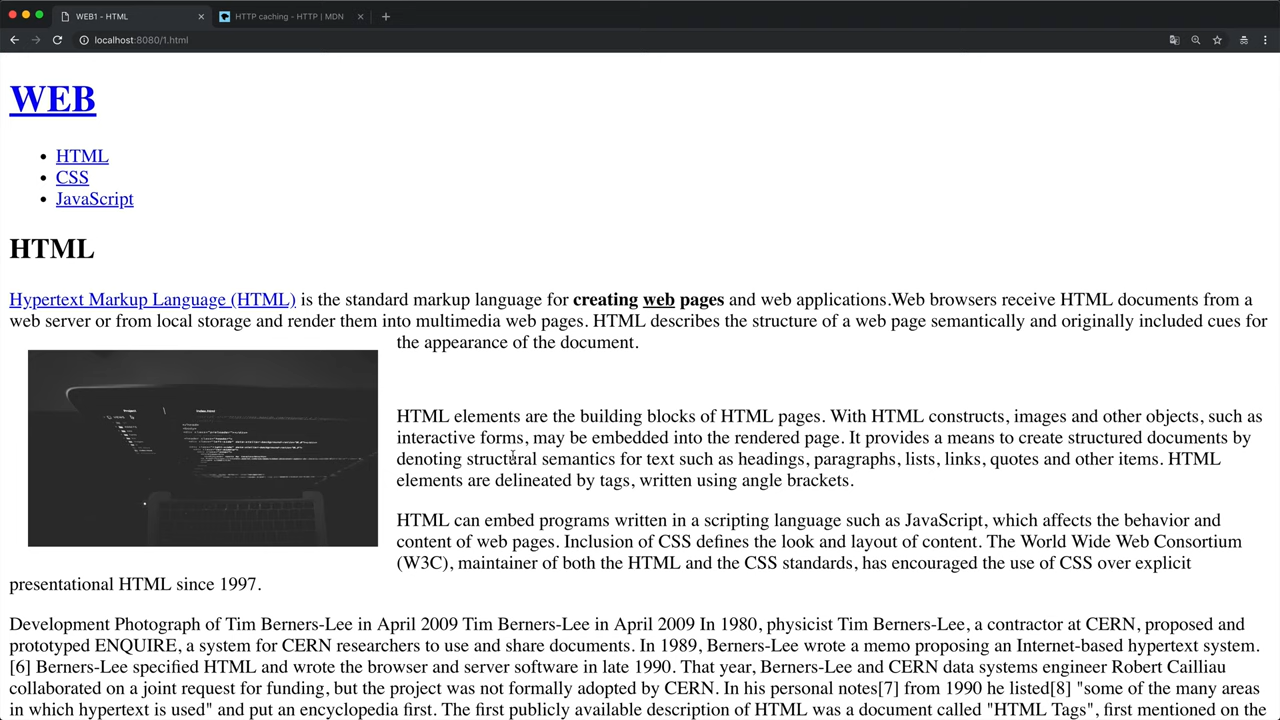 WEB1 - HTML
HTTP caching - HTTP | MDN
localhost:8080/1.html
WEB
HTML
CSS
JavaScript
HTML
Hypertext Markup Language (HTML) is the standard markup language for creating web pages and web applications.Web browsers receive HTML documents from a
web server or from local storage and render them into multimedia web pages. HTML describes the structure of a web page semantically and originally included cues for
the appearance of the document.
HTML elements are the building blocks of HTML pages. With HTML constructs, images and other objects, such as
interactive forms, may be embedded into the rendered page. It provides a means to create structured documents by
denoting structural semantics for text such as headings, paragraphs, lists, links, quotes and other items. HTML
elements are delineated by tags, written using angle brackets.
HTML can embed programs written in a scripting language such as JavaScript, which affects the behavior and
content of web pages. Inclusion of CSS defines the look and layout of content. The World Wide Web Consortium
(W3C), maintainer of both the HTML and the CSS standards, has encouraged the use of CSS over explicit
presentational HTML since 1997.
Development Photograph of Tim Berners-Lee in April 2009 Tim Berners-Lee in April 2009 In 1980, physicist Tim Berners-Lee, a contractor at CERN, proposed and
prototyped ENQUIRE, a system for CERN researchers to use and share documents. In 1989, Berners-Lee wrote a memo proposing an Internet-based hypertext system.
[6] Berners-Lee specified HTML and wrote the browser and server software in late 1990. That year, Berners-Lee and CERN data systems engineer Robert Cailliau
collaborated on a joint request for funding, but the project was not formally adopted by CERN. In his personal notes[7] from 1990 he listed[8] "some of the many areas
in which hypertext is used" and put an encyclopedia first. The first publicly available description of HTML was a document called "HTML Tags", first mentioned on the